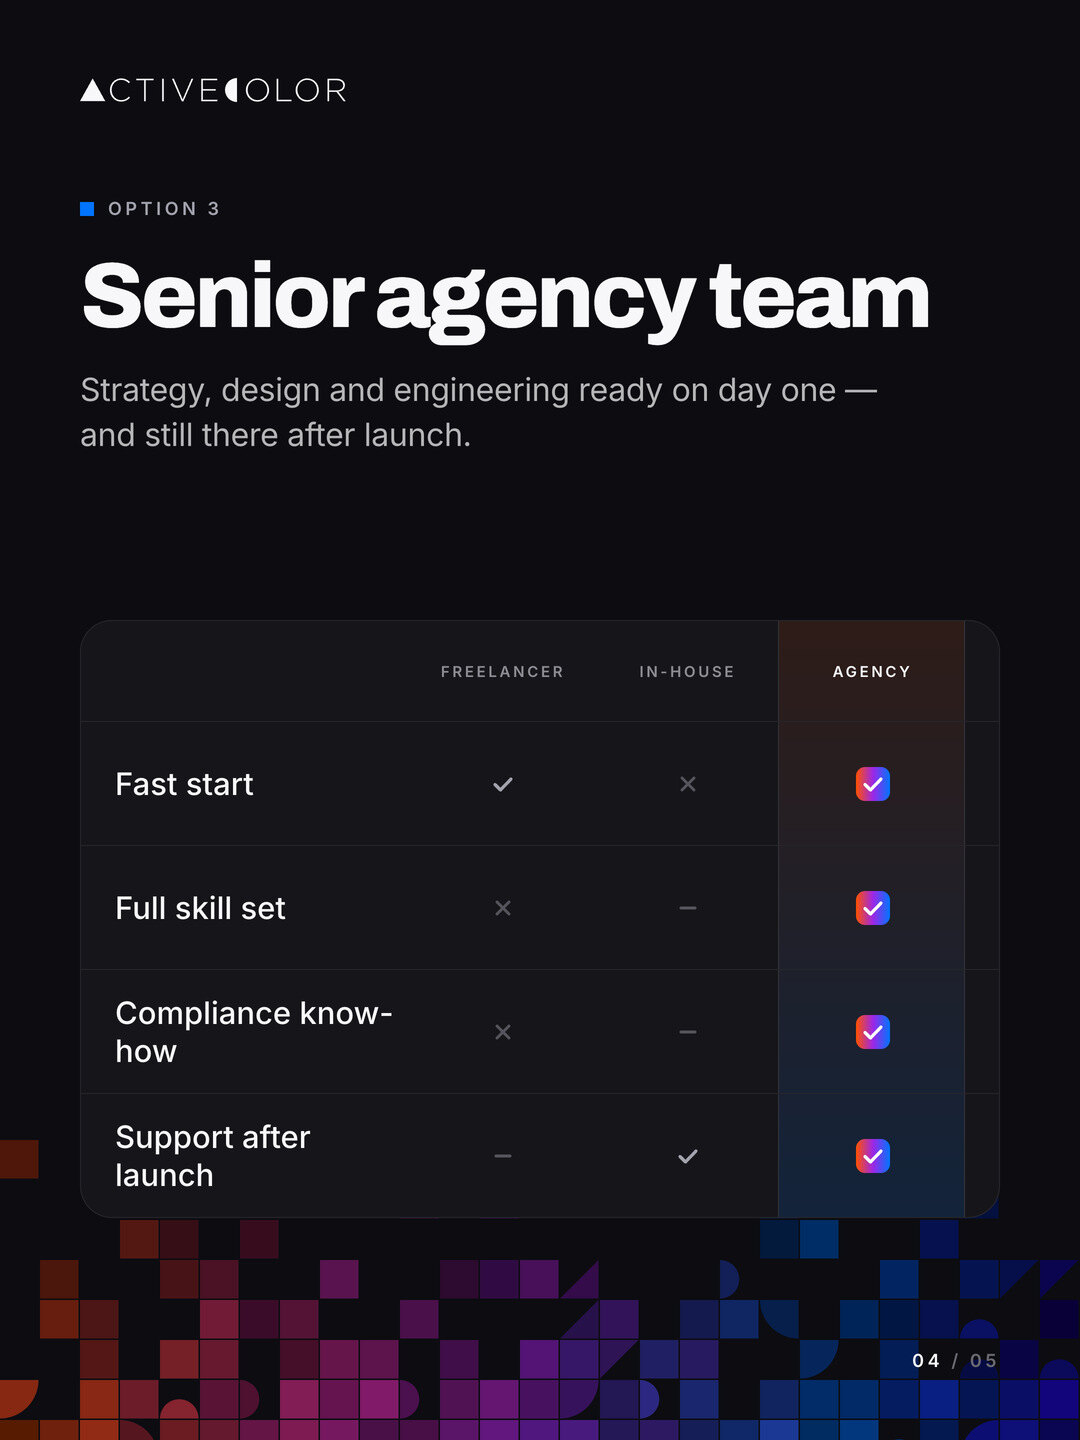 ACTIVECOLOR
OPTION 3
Senior agency team
Strategy, design and engineering ready on day one —
and still there after launch.
FREELANCER IN-HOUSE AGENCY
Fast start
Full skill set
Compliance know-
how
Support after
launch
04 / 05